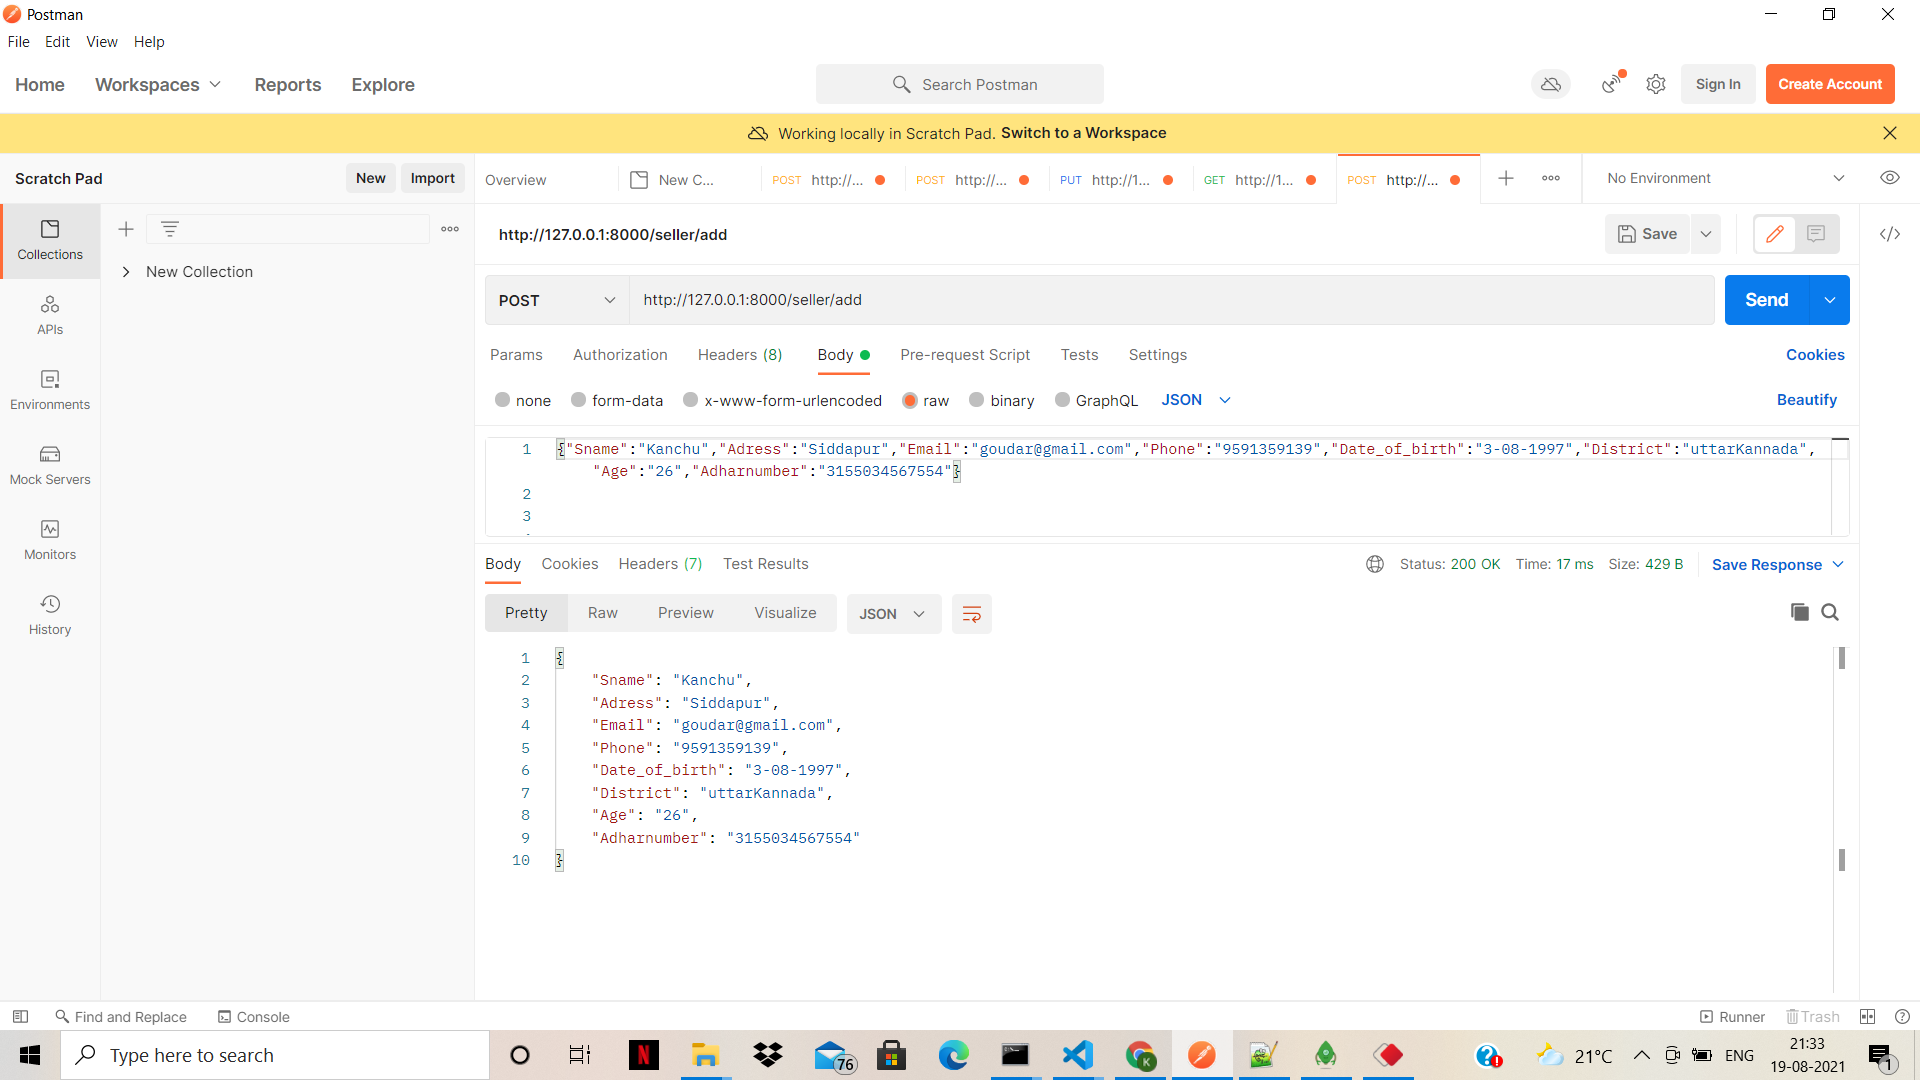 Postman
File Edit View Help
Home Workspaces Reports Explore
Search Postman
Sign In Create Account
Working locally in Scratch Pad. Switch to a Workspace
Scratch Pad New Import
Overview New C... POST http://... POST http://... PUT http://1... GET http://1... POST http://... No Environment
Collections
New Collection
APIs
Environments
Mock Servers
Monitors
History
http://127.0.0.1:8000/seller/add Save
POST http://127.0.0.1:8000/seller/add Send
Params Authorization Headers (8) Body Pre-request Script Tests Settings Cookies
none form-data x-www-form-urlencoded raw binary GraphQL JSON Beautify
1 {"Sname":"Kanchu","Adress":"Siddapur","Email":"goudar@gmail.com","Phone":"9591359139","Date_of_birth":"3-08-1997","District":"uttarKannada",
"Age":"26","Adharnumber":"3155034567554"}
2
3
Body Cookies Headers (7) Test Results Status: 200 OK Time: 17 ms Size: 429 B Save Response
Pretty Raw Preview Visualize JSON
1 {
2 "Sname": "Kanchu",
3 "Adress": "Siddapur",
4 "Email": "goudar@gmail.com",
5 "Phone": "9591359139",
6 "Date_of_birth": "3-08-1997",
7 "District": "uttarKannada",
8 "Age": "26",
9 "Adharnumber": "3155034567554"
10 }
Find and Replace Console Runner Trash
Type here to search
N
76
K
21°C ENG
21:33
19-08-2021
1